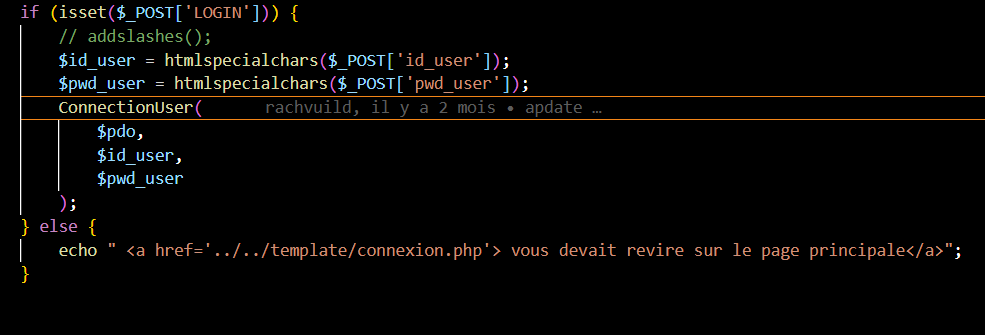 if (isset($_POST['LOGIN'])) {
// addslashes();
$id_user = htmlspecialchars($_POST['id_user']);
$pwd_user = htmlspecialchars($_POST['pwd_user']);
ConnectionUser( rachvuild, il y a 2 mois • apdate …
$pdo,
$id_user,
$pwd_user
);
} else {
echo " <a href='../../template/connexion.php'> vous devait revire sur le page principale</a>";
}